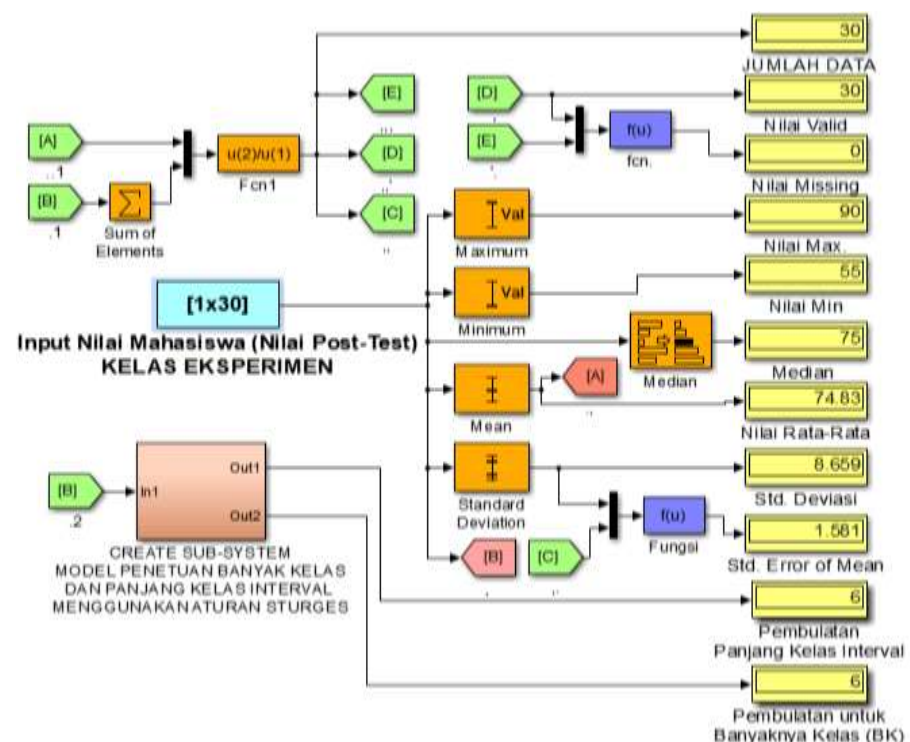 30
JUMLAH DATA
[E]
[D]
30
Nilai Valid
[A]
..1
u(2)/u(1)
Fcn1
[D]
[E]
f(u)
fcn.
0
Nilai Missing
[B]
.1
Sum of
Elements
[C]
Val
Maximum
90
Nilai Max.
[1x30]
Input Nilai Mahasiswa (Nilai Post-Test)
KELAS EKSPERIMEN
Val
Minimum
55
Nilai Min
Median
75
Median
Mean
[A]
74.83
Nilai Rata-Rata
Standard
Deviation
8.659
Std. Deviasi
[B]
.2
In1
Out1
Out2
CREATE SUB-SYSTEM
MODEL PENETUAN BANYAK KELAS
DAN PANJANG KELAS INTERVAL
MENGGUNAKAN ATURAN STURGES
[B]
[C]
f(u)
Fungsi
1.581
Std. Error of Mean
6
Pembulatan
Panjang Kelas Interval
6
Pembulatan untuk
Banyaknya Kelas (BK)